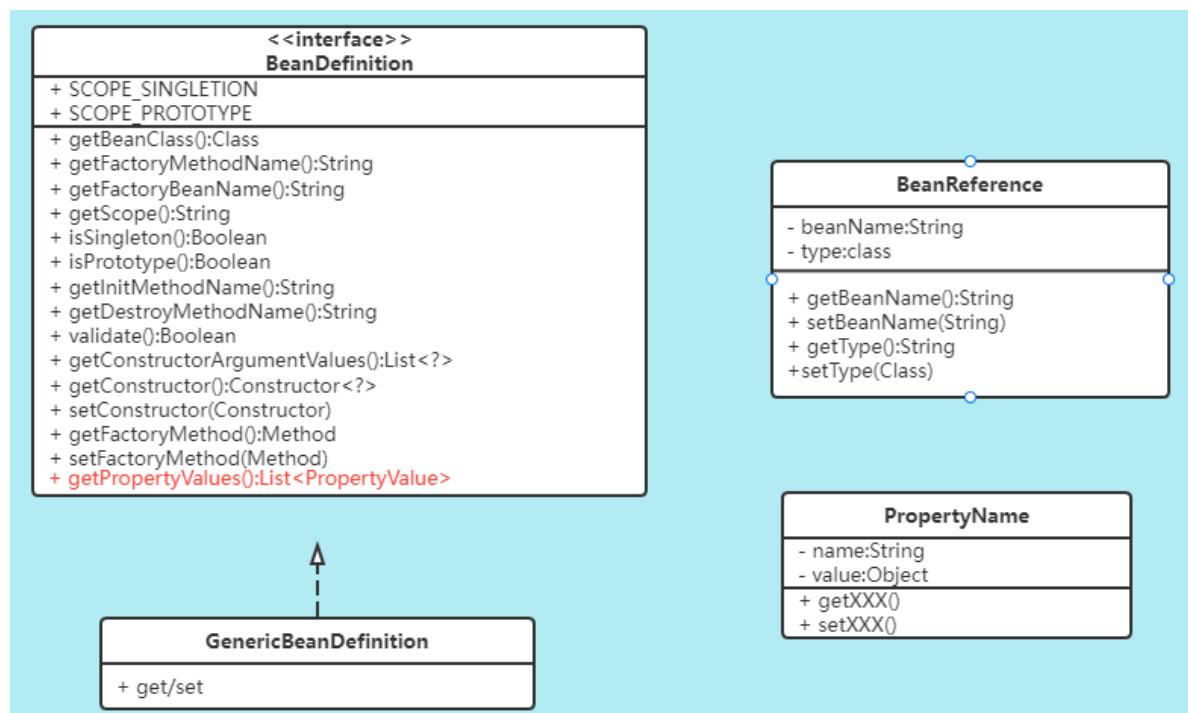 <<interface>>
BeanDefinition
+ SCOPE_SINGLETION
+ SCOPE_PROTOTYPE
+ getBeanClass():Class
+ getFactoryMethodName():String
+ getFactoryBeanName():String
+ getScope():String
+ isSingleton():Boolean
+ isPrototype():Boolean
+ getInitMethodName():String
+ getDestroyMethodName():String
+ validate():Boolean
+ getConstructorArgumentValues():List<?>
+ getConstructor():Constructor<?>
+ setConstructor(Constructor)
+ getFactoryMethod():Method
+ setFactoryMethod(Method)
+ getPropertyValues():List<PropertyValue>
GenericBeanDefinition
+ get/set
BeanReference
- beanName:String
- type:class
+ getBeanName():String
+ setBeanName(String)
+ getType():String
+setType(Class)
PropertyName
- name:String
- value:Object
+ getXXX()
+ setXXX()